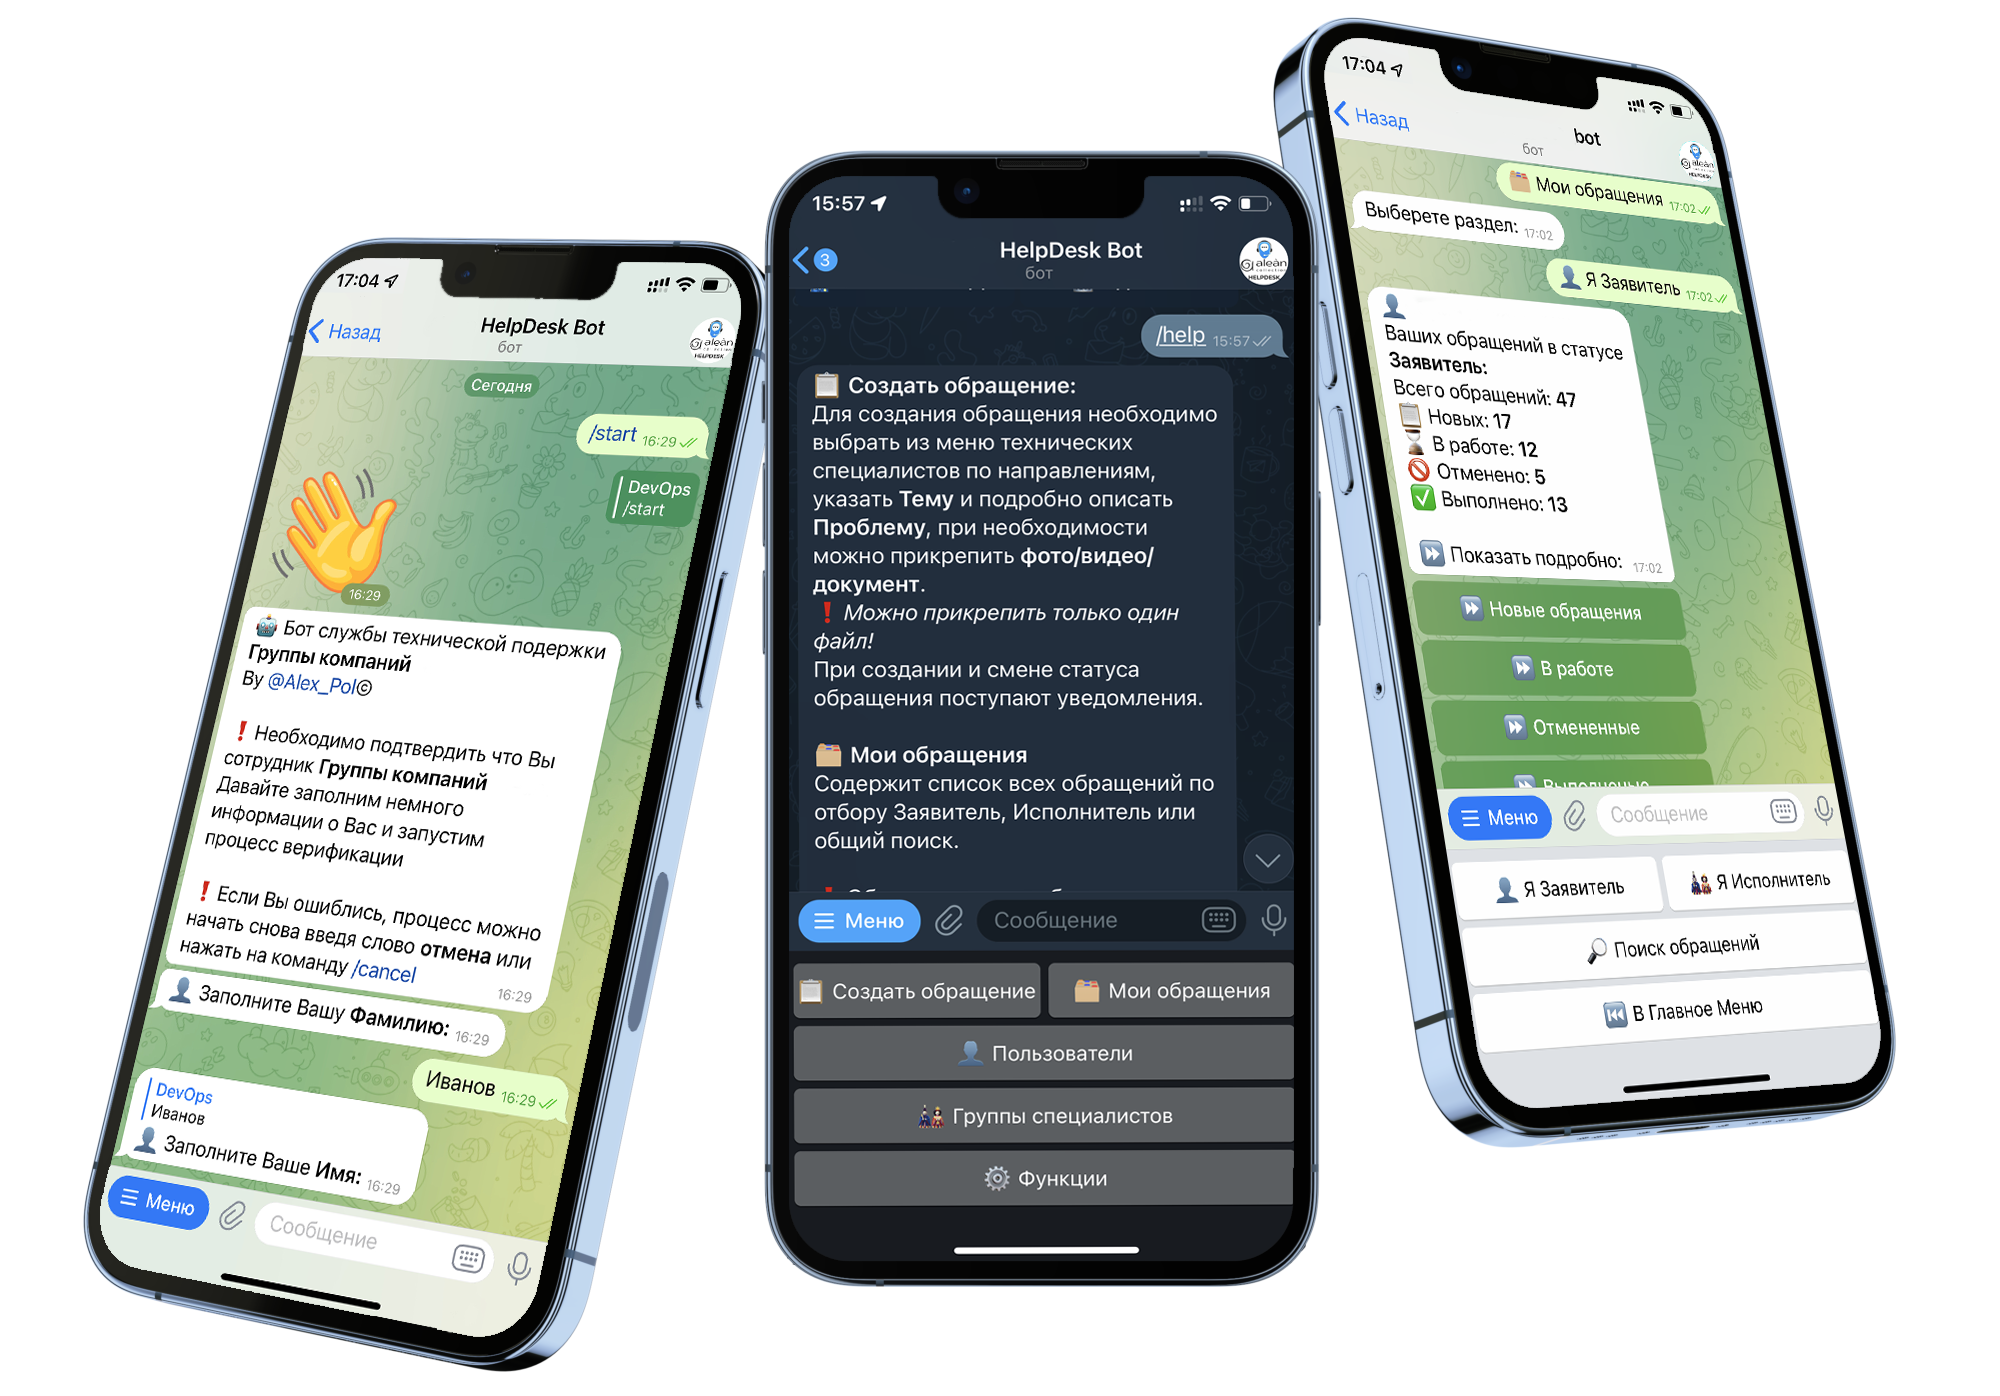 17:04
Назад
HelpDesk Bot
бот
aleàn
collection
HELPDESK
Сегодня
/start 16:29
DevOps
/start
16:29
Бот службы технической подержки
Группы компаний
By @Alex_Pol©
Необходимо подтвердить что Вы
сотрудник Группы компаний
Давайте заполним немного
информации о Вас и запустим
процесс верификации
Если Вы ошиблись, процесс можно
начать снова введя слово отмена или
нажать на команду /cancel
16:29
Заполните Вашу Фамилию: 16:29
Иванов 16:29
DevOps
Иванов
Заполните Ваше Имя: 16:29
Меню
Сообщение
15:57
3
HelpDesk Bot
бот
aleàn
collection
HELPDESK
/help 15:57
Создать обращение:
Для создания обращения необходимо
выбрать из меню технических
специалистов по направлениям,
указать Тему и подробно описать
Проблему, при необходимости
можно прикрепить фото/видео/
документ.
Можно прикрепить только один
файл!
При создании и смене статуса
обращения поступают уведомления.
Мои обращения
Содержит список всех обращений по
отбору Заявитель, Исполнитель или
общий поиск.
Меню
Сообщение
Создать обращение
Мои обращения
Пользователи
Группы специалистов
Функции
17:04
Назад
bot
бот
aleàn
HELPDESK
Мои обращения 17:02
Выберете раздел: 17:02
Я Заявитель 17:02
Ваших обращений в статусе
Заявитель:
Всего обращений: 47
Новых: 17
В работе: 12
Отменено: 5
Выполнено: 13
Показать подробно: 17:02
Новые обращения
В работе
Отмененные
Выполненые
Меню
Сообщение
Я Заявитель
Я Исполнитель
Поиск обращений
В Главное Меню